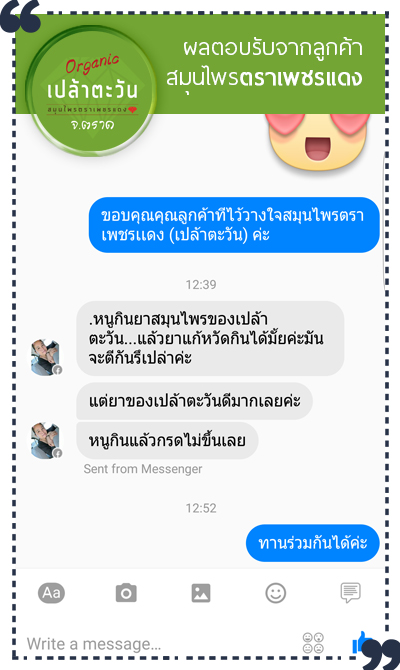 ผลตอบรับจากลูกค้า
สมุนไพรตราเพชรแดง
Organic
เปล้าตะวัน
สมุนไพรตราเพชรแดง
จ.ตราด
ขอบคุณคุณลูกค้าที่ไว้วางใจสมุนไพรตรา
เพชรแดง (เปล้าตะวัน) ค่ะ
12:39
.หนูกินยาสมุนไพรของเปล้า
ตะวัน...แล้วยาแก้หวัดกินได้มั้ยค่ะมัน
จะตีกันรึเปล่าค่ะ
แต่ยาของเปล้าตะวันดีมากเลยค่ะ
หนูกินแล้วกรดไม่ขึ้นเลย
Sent from Messenger
12:52
ทานร่วมกันได้ค่ะ
Aa
Write a message...